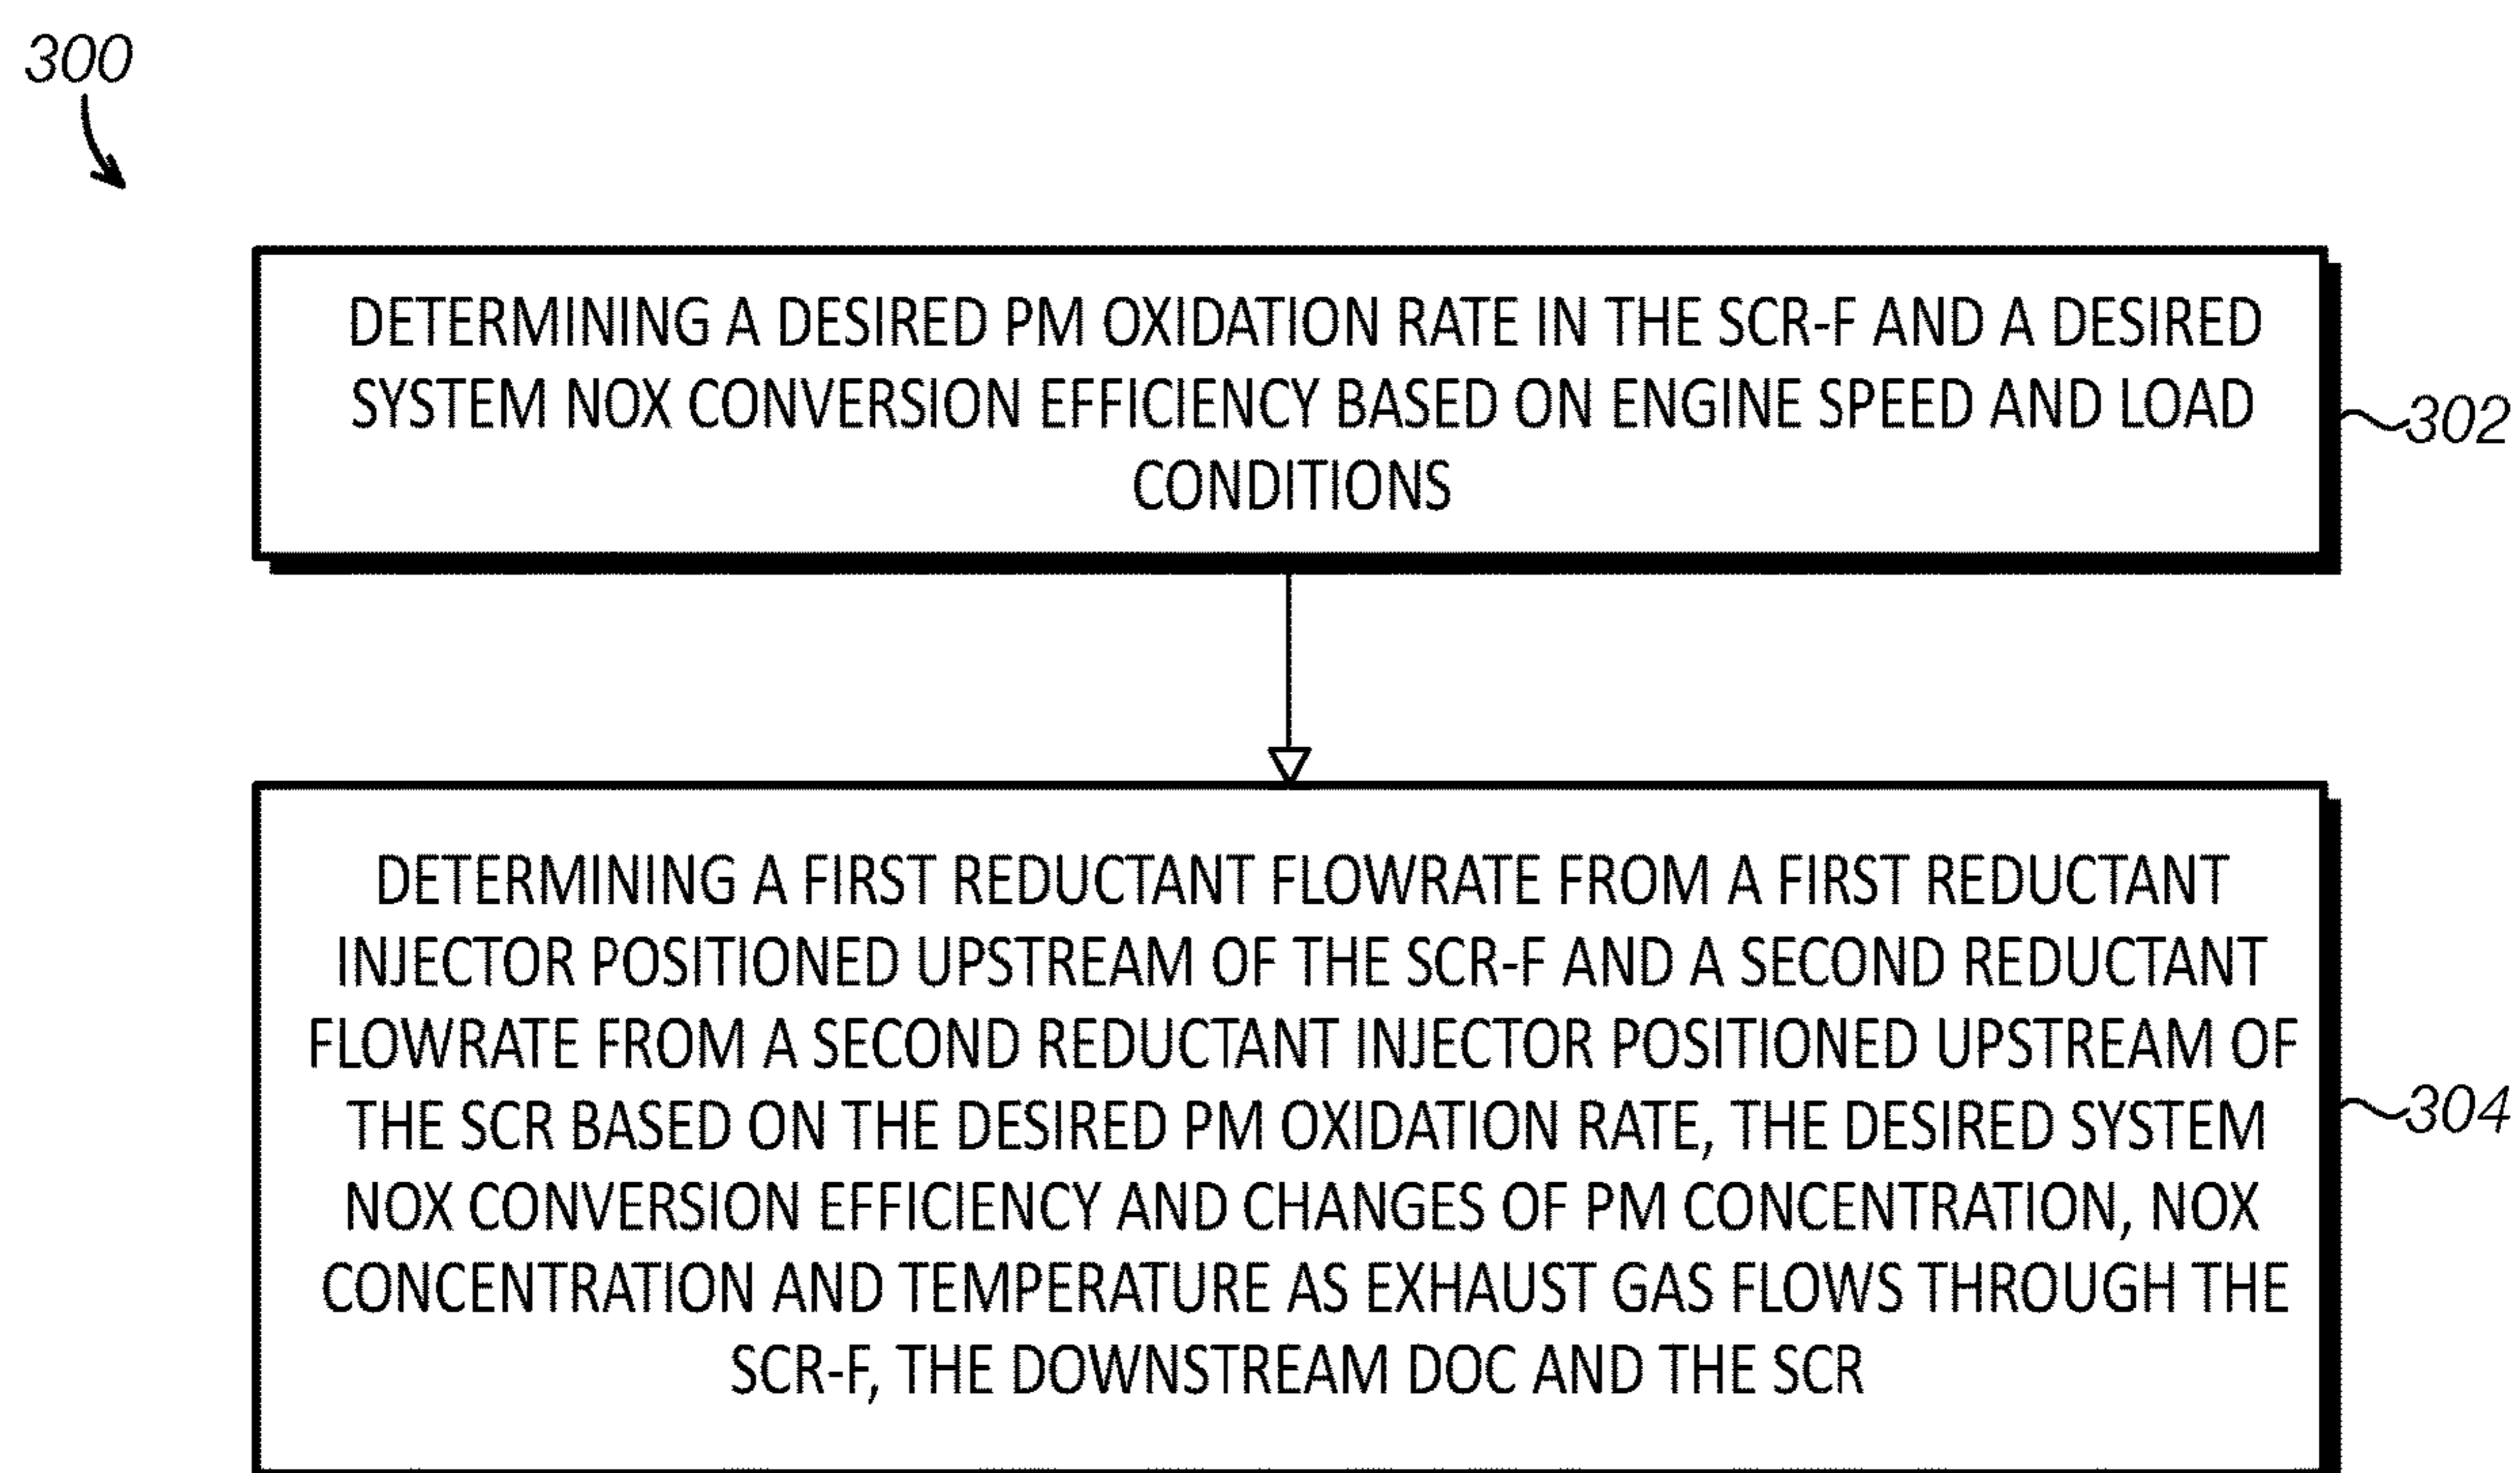 300
DETERMINING A DESIRED PM OXIDATION RATE IN THE SCR-F AND A DESIRED
SYSTEM NOX CONVERSION EFFICIENCY BASED ON ENGINE SPEED AND LOAD
CONDITIONS
302
DETERMINING A FIRST REDUCTANT FLOWRATE FROM A FIRST REDUCTANT
INJECTOR POSITIONED UPSTREAM OF THE SCR-F AND A SECOND REDUCTANT
FLOWRATE FROM A SECOND REDUCTANT INJECTOR POSITIONED UPSTREAM OF
THE SCR BASED ON THE DESIRED PM OXIDATION RATE, THE DESIRED SYSTEM
NOX CONVERSION EFFICIENCY AND CHANGES OF PM CONCENTRATION, NOX
CONCENTRATION AND TEMPERATURE AS EXHAUST GAS FLOWS THROUGH THE
SCR-F, THE DOWNSTREAM DOC AND THE SCR
304